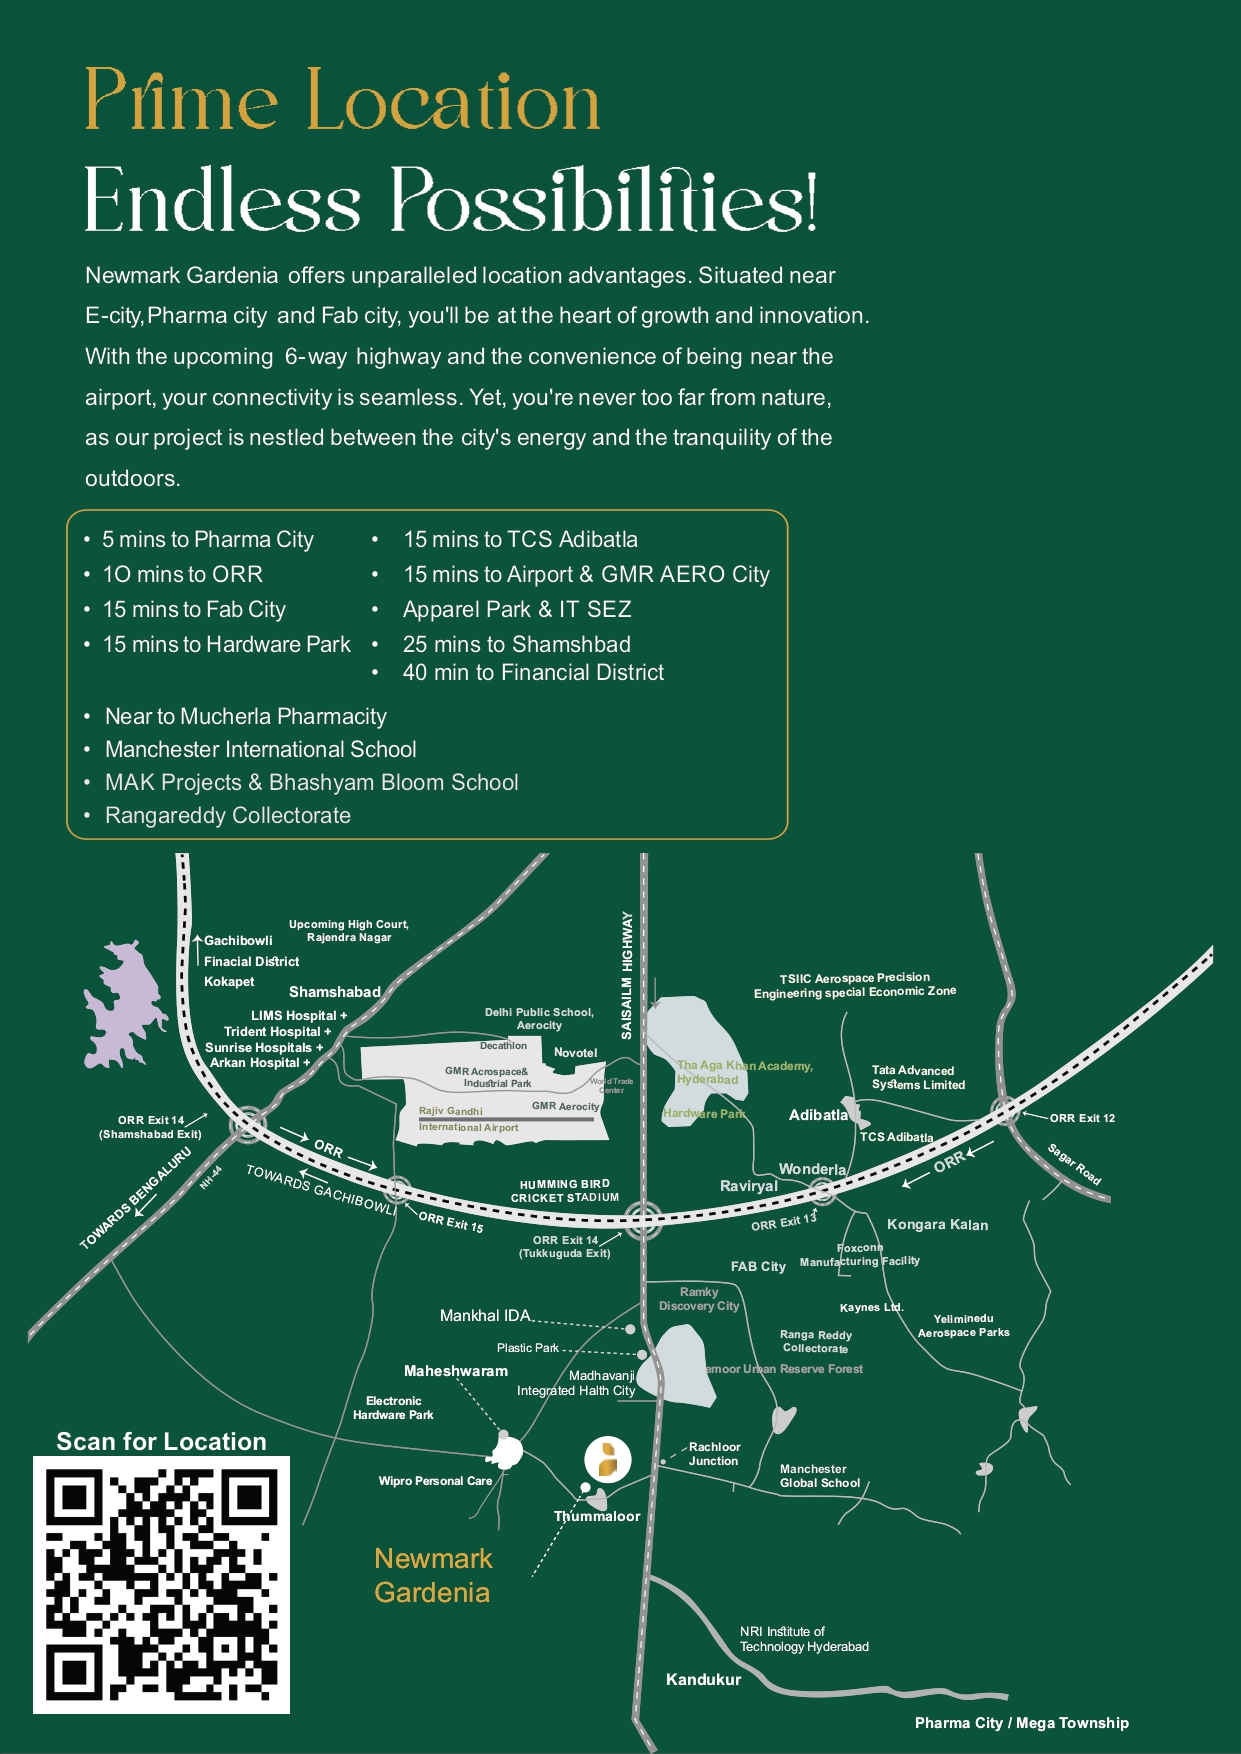 Prime Location
Endless Possibilities!
Newmark Gardenia offers unparalleled location advantages. Situated near
E-city,Pharma city and Fab city, you'll be at the heart of growth and innovation.
With the upcoming 6-way highway and the convenience of being near the
airport, your connectivity is seamless. Yet, you're never too far from nature,
as our project is nestled between the city's energy and the tranquility of the
outdoors.
• 5 mins to Pharma City
• 1O mins to ORR
• 15 mins to Fab City
• 15 mins to Hardware Park
• 15 mins to TCS Adibatla
• 15 mins to Airport & GMR AERO City
• Apparel Park & IT SEZ
• 25 mins to Shamshbad
• 40 min to Financial District
• Near to Mucherla Pharmacity
• Manchester International School
• MAK Projects & Bhashyam Bloom School
• Rangareddy Collectorate
Upcoming High Court,
Rajendra Nagar
Gachibowli
Finacial District
Kokapet
Shamshabad
LIMS Hospital +
Trident Hospital +
Sunrise Hospitals +
Arkan Hospital +
SAISAILM HIGHWAY
TSIIC Aerospace Precision
Engineering special Economic Zone
Delhi Public School,
Aerocity
Decathlon
Novotel
GMR Acrospace&
Industrial Park
World Trade
Center
GMR Aerocity
Rajiv Gandhi
International Airport
Tha Aga Khan Academy,
Hyderabad
Hardware Park
Tata Advanced
Systems Limited
Adibatla
TCS Adibatla
ORR Exit 12
Sagar Road
ORR
ORR Exit 14
(Shamshabad Exit)
ORR
TOWARDS GACHIBOWLI
TOWARDS BENGALURU
NH-44
ORR Exit 15
HUMMING BIRD
CRICKET STADIUM
ORR Exit 14
(Tukkuguda Exit)
Wonderla
Raviryal
ORR Exit 13
Kongara Kalan
Foxconn
Manufacturing Facility
FAB City
Ramky
Discovery City
Kaynes Ltd.
Yeliminedu
Aerospace Parks
Ranga Reddy
Collectorate
emoor Urban Reserve Forest
Mankhal IDA
Plastic Park
Maheshwaram
Madhavanji
Integrated Halth City
Electronic
Hardware Park
Wipro Personal Care
Rachloor
Junction
Manchester
Global School
Thummaloor
Newmark
Gardenia
Scan for Location
NRI Institute of
Technology Hyderabad
Kandukur
Pharma City / Mega Township